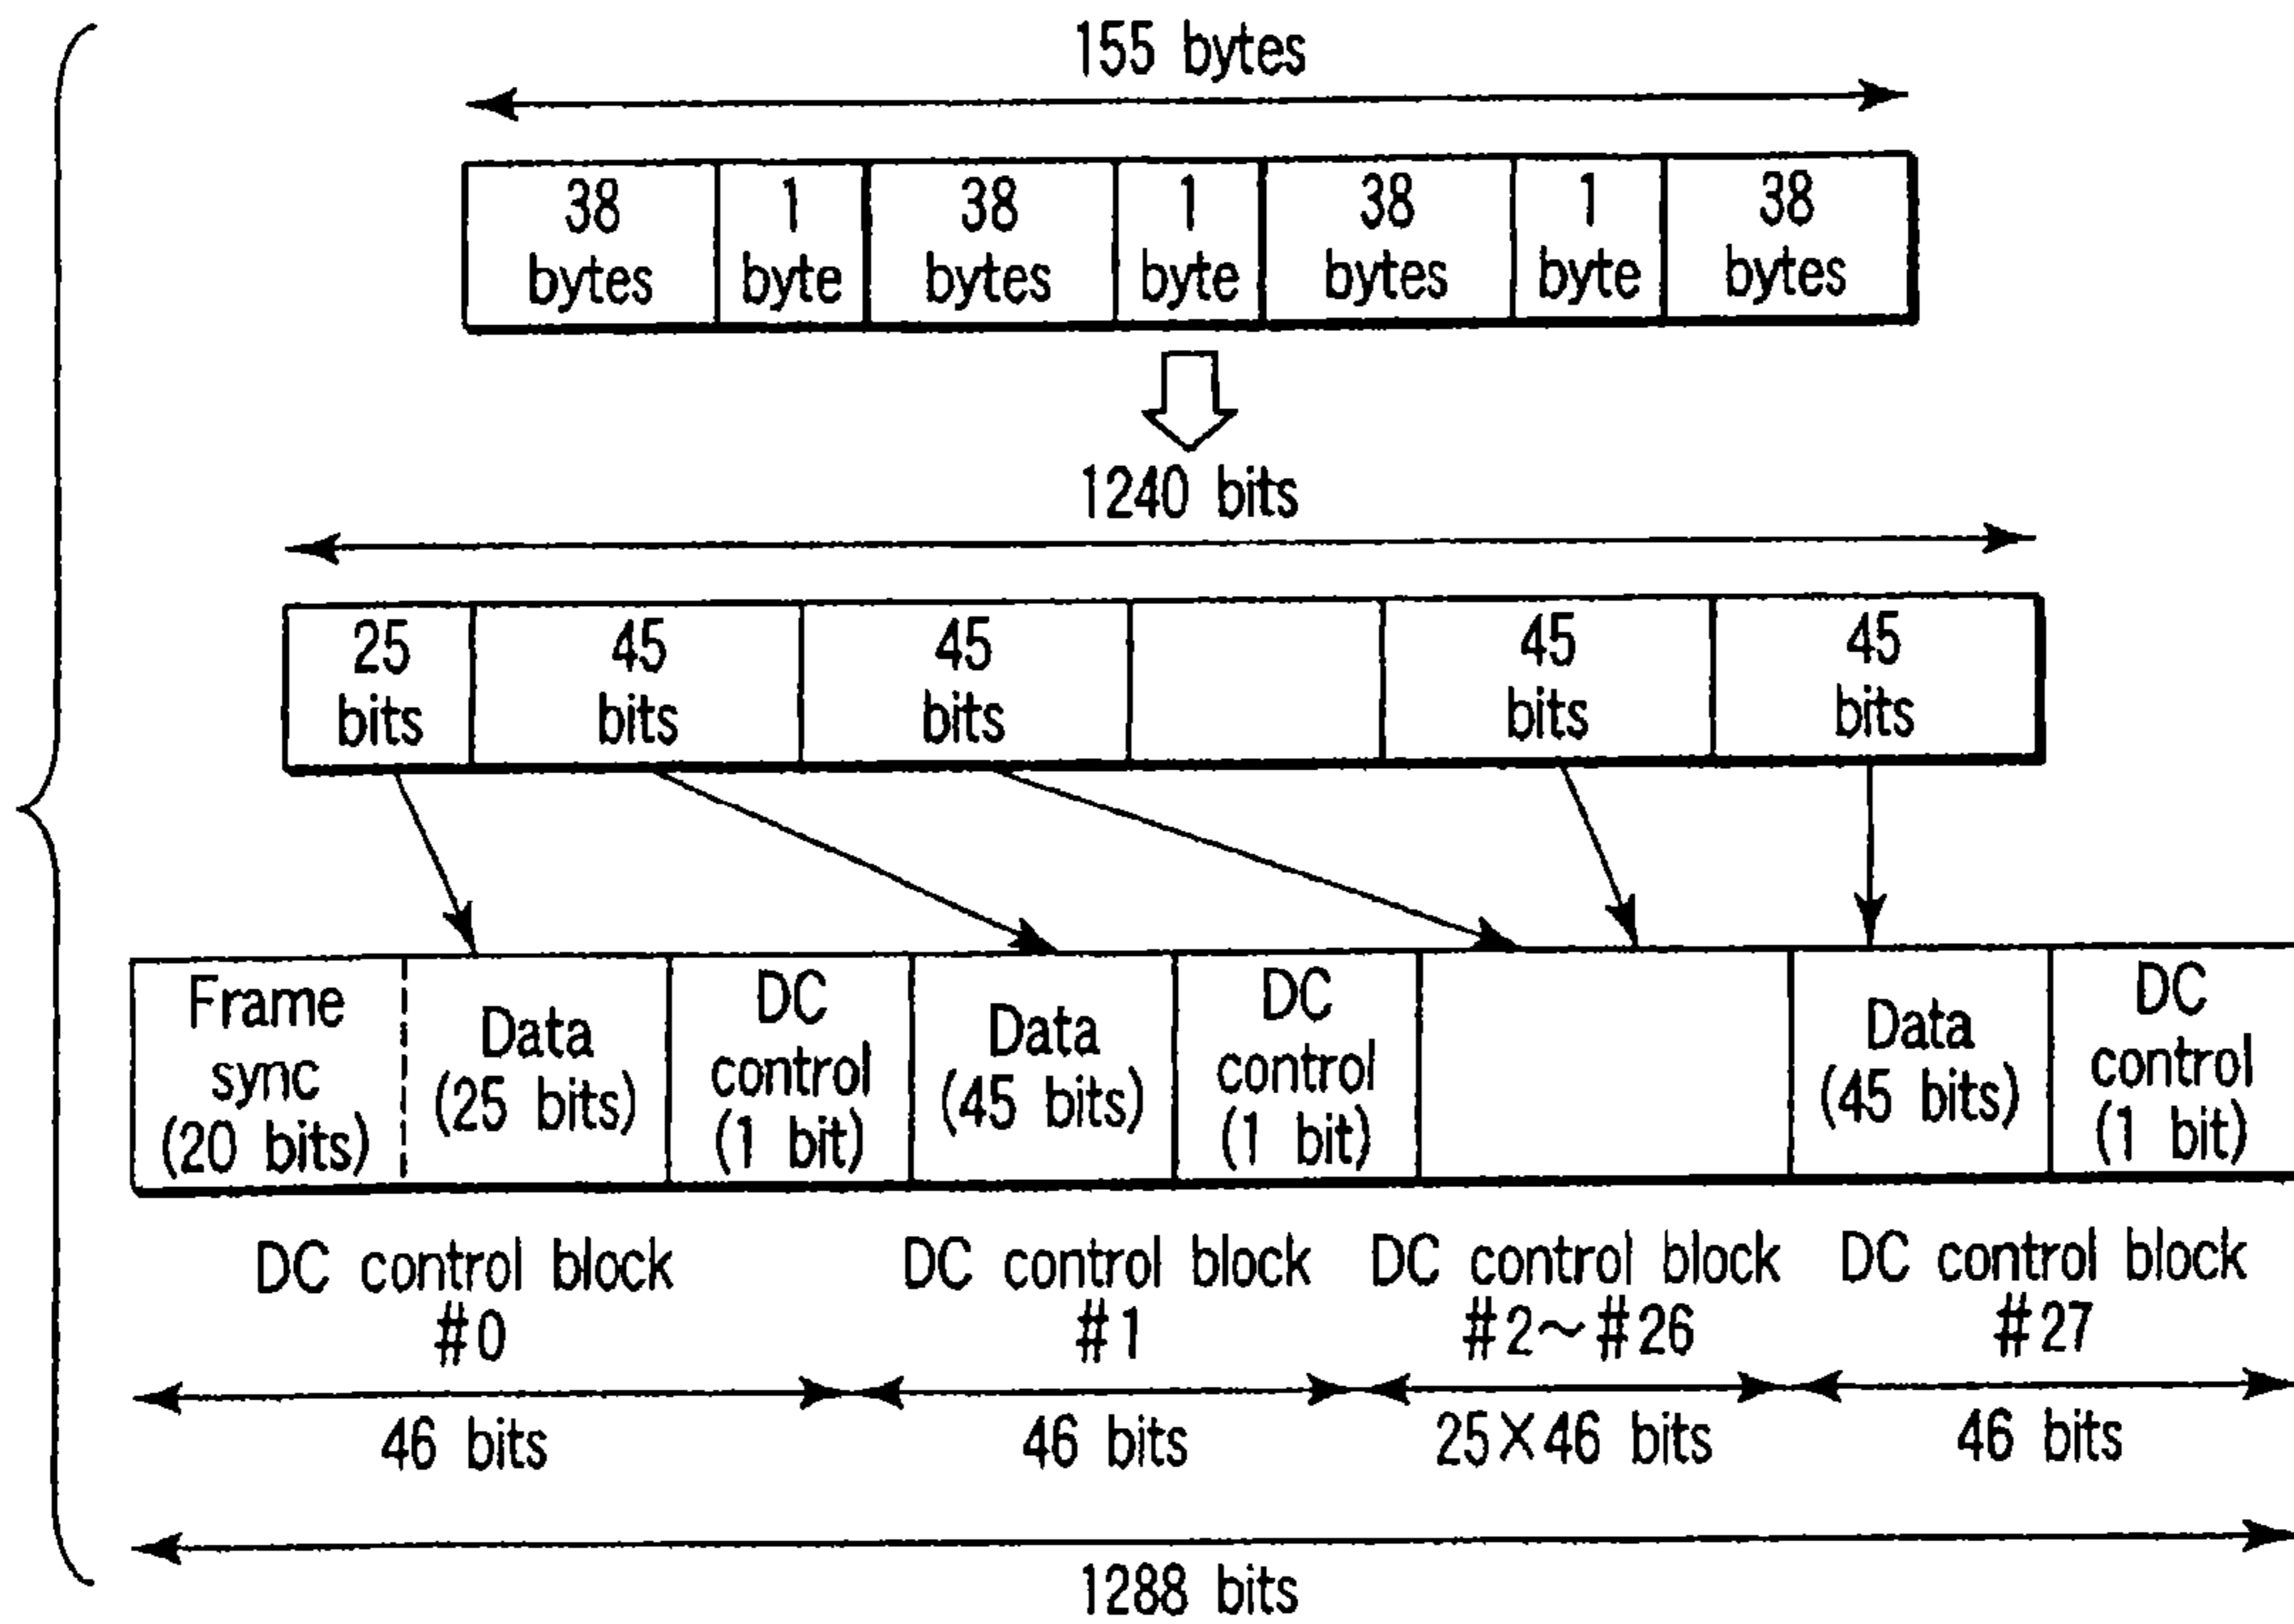 155 bytes
38 bytes
1 byte
38 bytes
1 byte
38 bytes
1 byte
38 bytes
1240 bits
25 bits
45 bits
45 bits
45 bits
45 bits
Frame sync (20 bits)
Data (25 bits)
DC control (1 bit)
Data (45 bits)
DC control (1 bit)
Data (45 bits)
DC control (1 bit)
DC control block #0
DC control block #1
DC control block #2~#26
DC control block #27
46 bits
46 bits
25×46 bits
46 bits
1288 bits